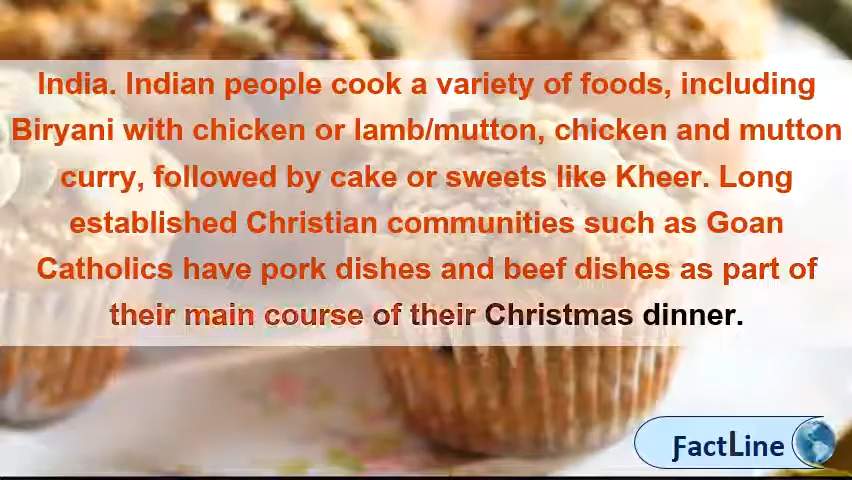 India. Indian people cook a variety of foods, including
Biryani with chicken or lamb/mutton, chicken and mutton
curry, followed by cake or sweets like Kheer. Long
established Christian communities such as Goan
Catholics have pork dishes and beef dishes as part of
their main course of their Christmas dinner.
FactLine